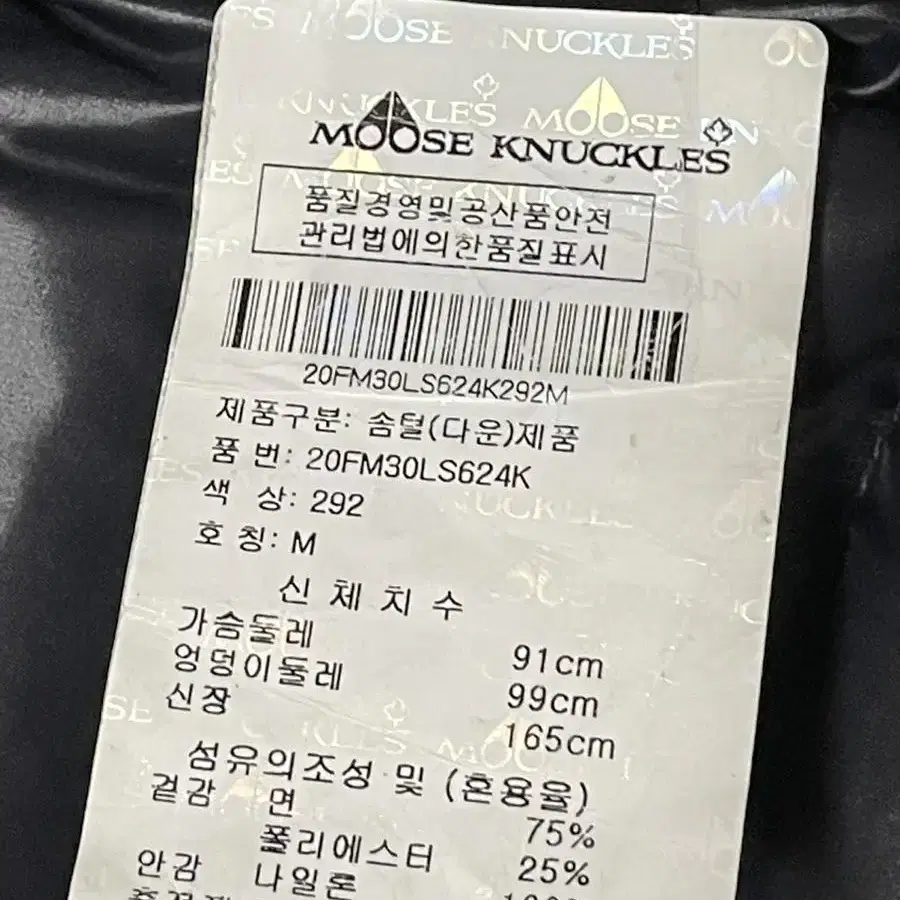 MOOSE KNUCKLES
품질경영및공산품안전
관리법에의한품질표시
20FM30LS624K292M
제품구분: 솜털(다운)제품
품 번: 20FM30LS624K
색 상: 292
호 칭: M
신 체 치 수
가슴둘레 91cm
엉덩이둘레 99cm
신장 165cm
섬유의조성 및 (혼용율)
겉감 면 75%
폴리에스터 25%
안감 나일론